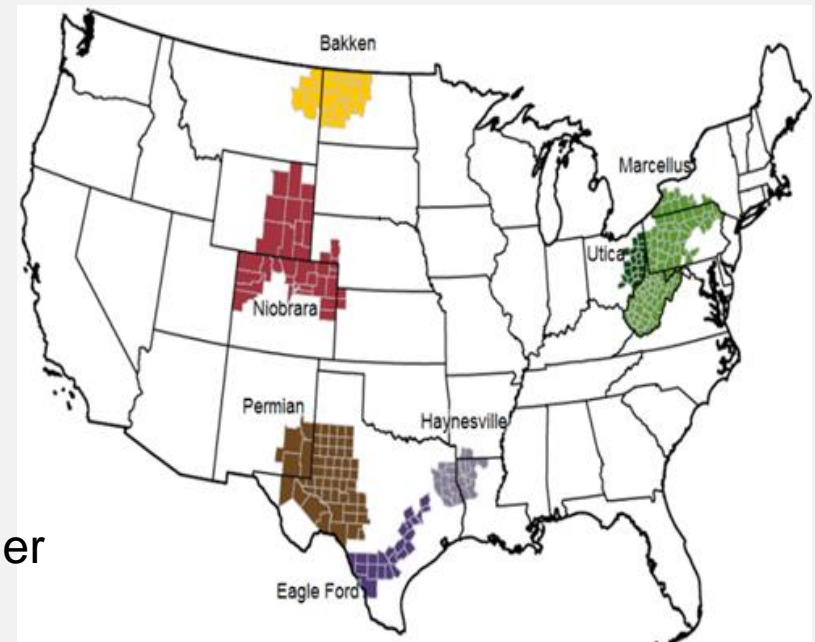 Bakken
Marcellus
Utica
Niobrara
Permian
Haynesville
er
Eagle Ford